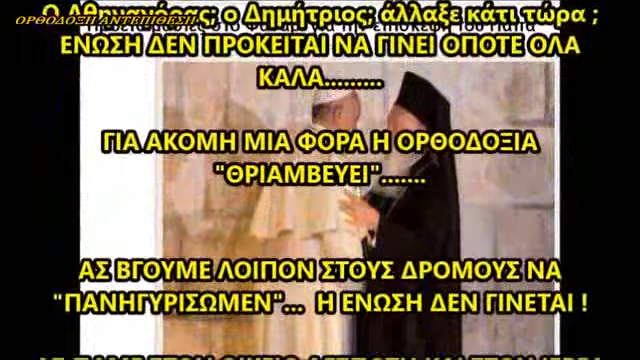 ΟΡΘΟΔΟΞΗ ΑΝΤΕΠΙΘΕΣΗ
Ο Αθηναγόρας; ο Δημήτριος; άλλαξε κάτι τώρα ;
ΕΝΩΣΗ ΔΕΝ ΠΡΟΚΕΙΤΑΙ ΝΑ ΓΙΝΕΙ ΟΠΟΤΕ ΟΛΑ
ΚΑΛΑ.........
ΓΙΑ ΑΚΟΜΗ ΜΙΑ ΦΟΡΑ Η ΟΡΘΟΔΟΞΙΑ
"ΘΡΙΑΜΒΕΥΕΙ".......
ΑΣ ΒΓΟΥΜΕ ΛΟΙΠΟΝ ΣΤΟΥΣ ΔΡΟΜΟΥΣ ΝΑ
"ΠΑΝΗΓΥΡΙΣΩΜΕΝ"... Η ΕΝΩΣΗ ΔΕΝ ΓΙΝΕΤΑΙ !